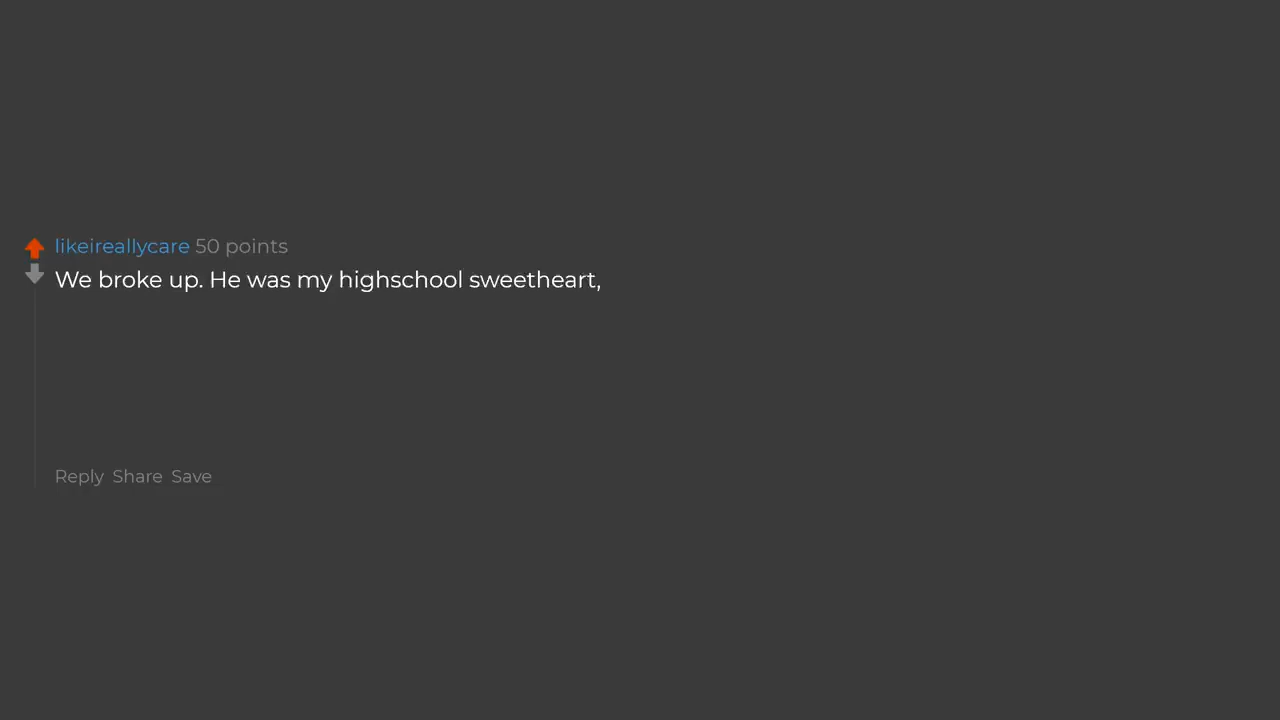 likeireallycare 50 points
We broke up. He was my highschool sweetheart,
Reply Share Save